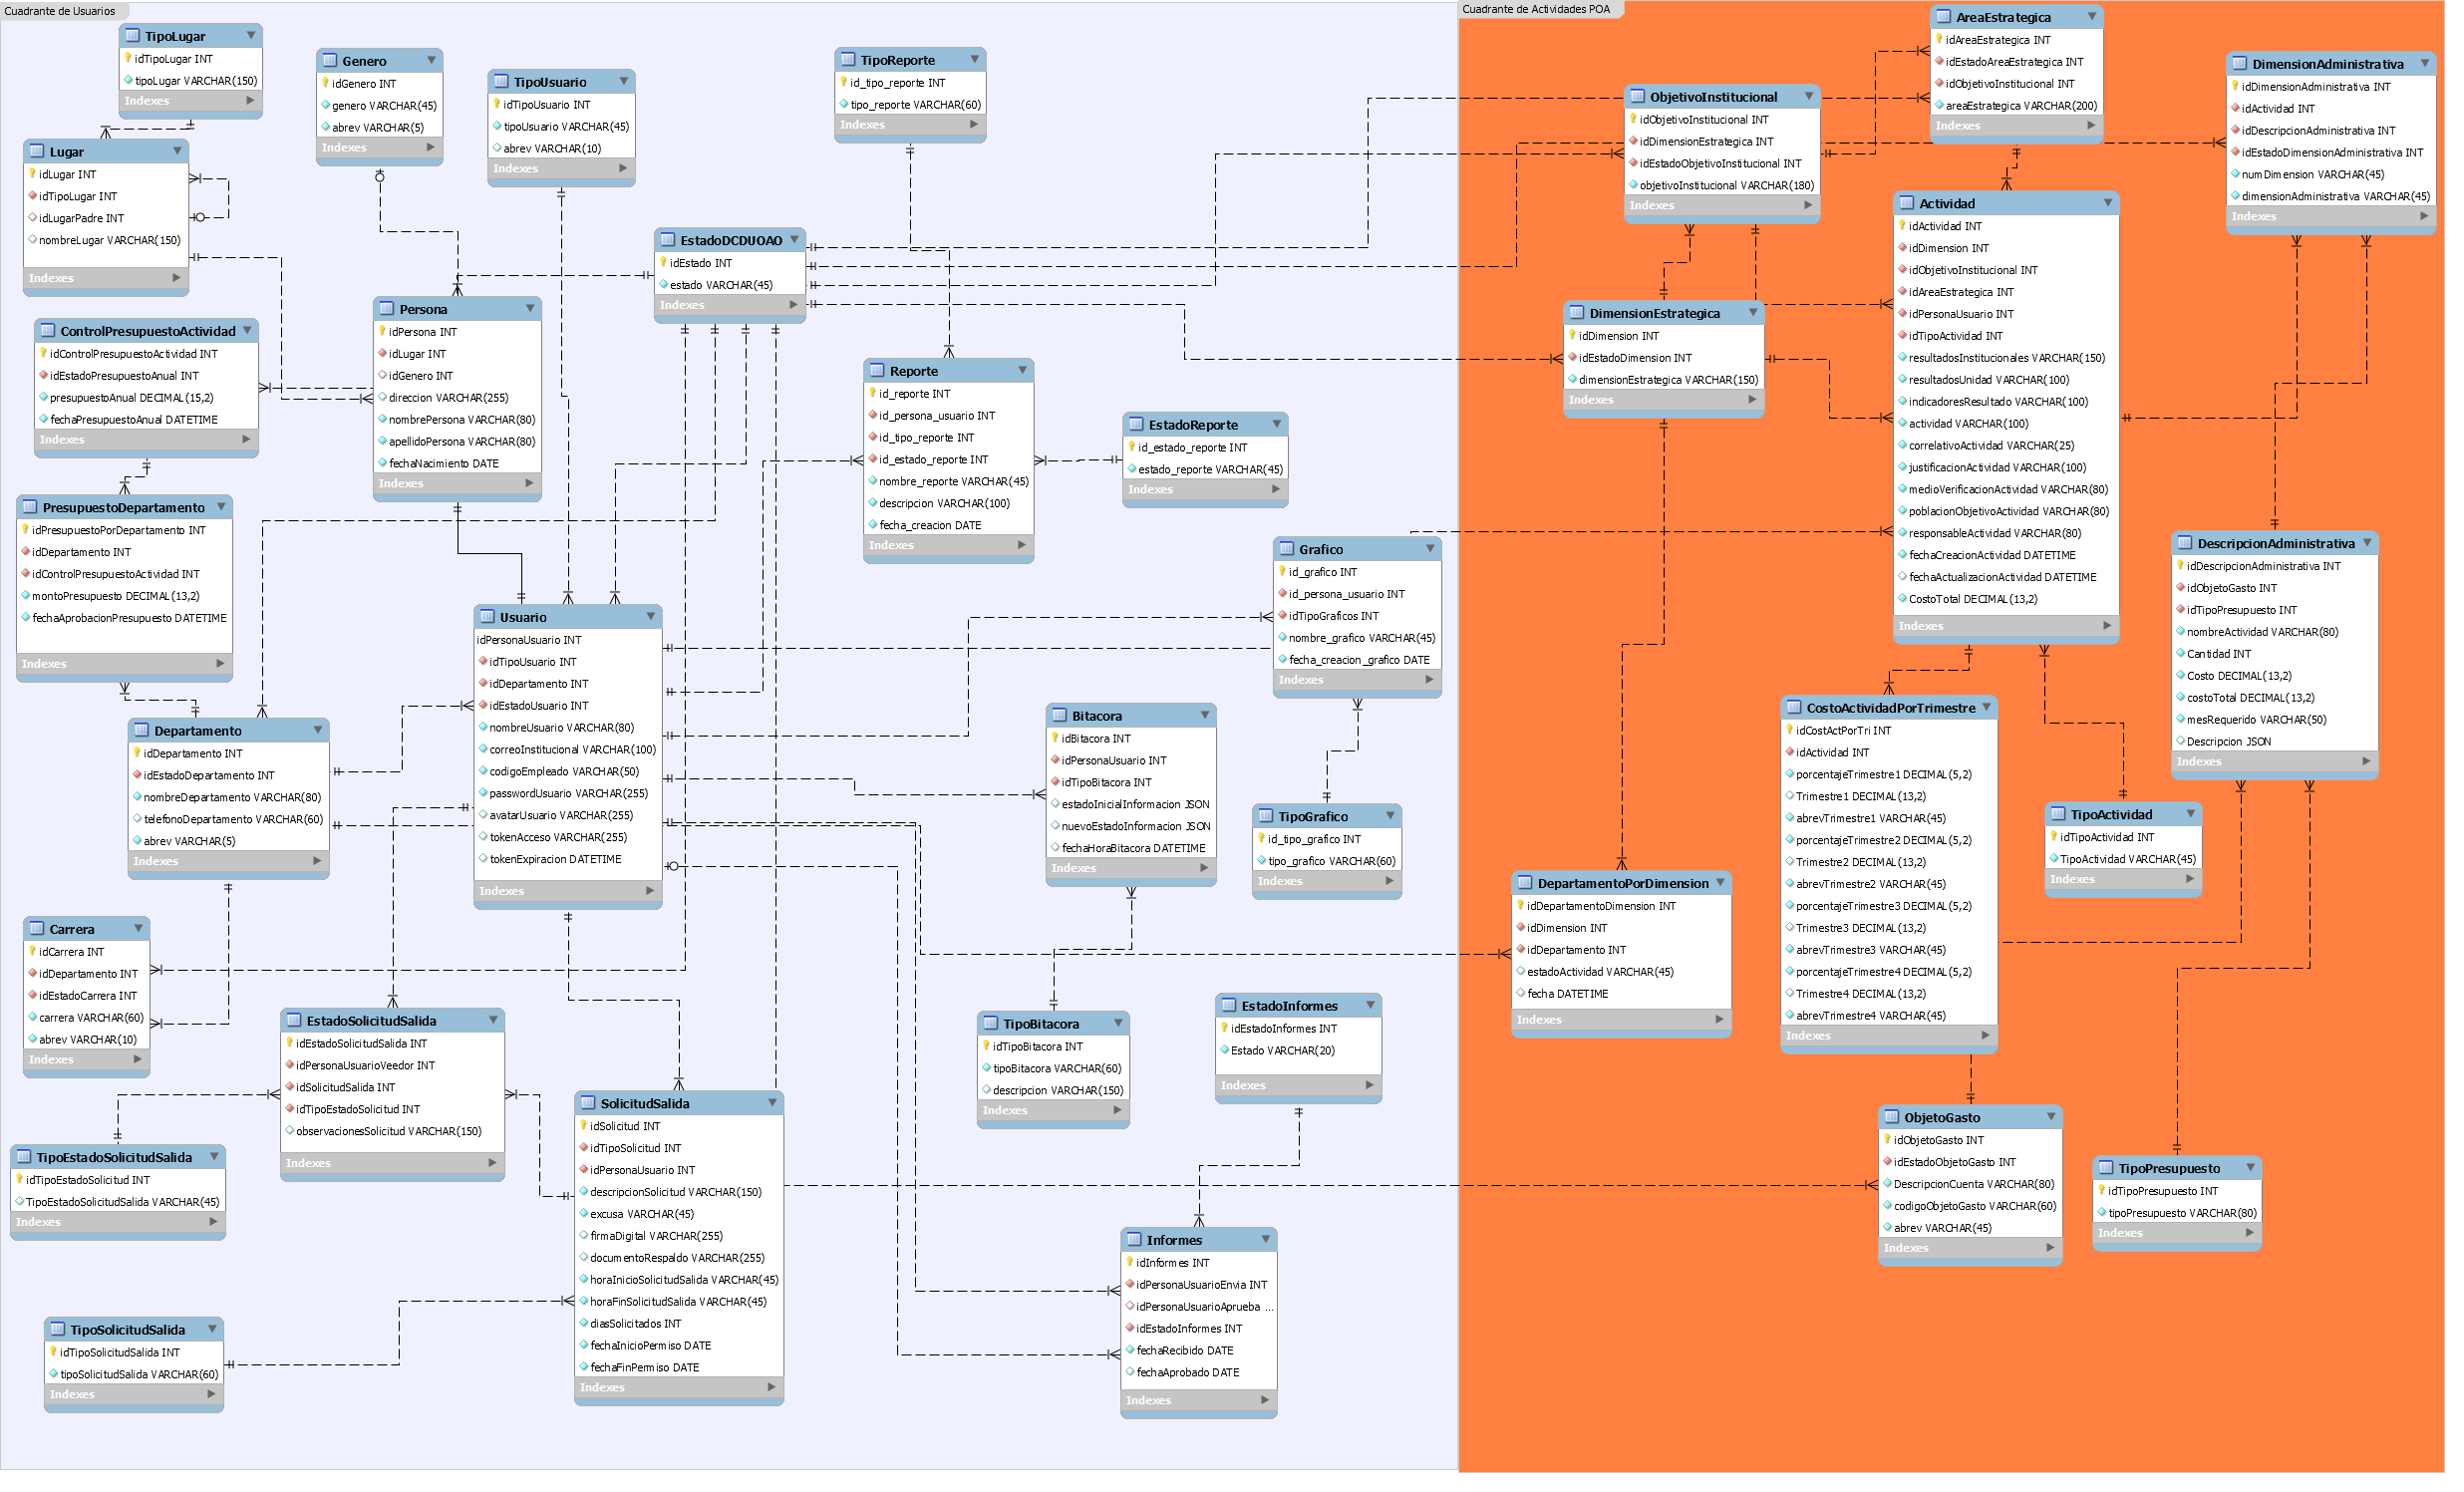 Cuadrante de Usuarios
TipoLugar
idTipoLugar INT
tipoLugar VARCHAR(150)
Indexes
Genero
idGenero INT
genero VARCHAR(45)
abrev VARCHAR(5)
Indexes
TipoUsuario
idTipoUsuario INT
tipoUsuario VARCHAR(45)
abrev VARCHAR(10)
Indexes
TipoReporte
id_tipo_reporte INT
tipo_reporte VARCHAR(60)
Indexes
Lugar
idLugar INT
idTipoLugar INT
idLugarPadre INT
nombreLugar VARCHAR(150)
Indexes
EstadoDCDUOAO
idEstado INT
estado VARCHAR(45)
Indexes
Persona
idPersona INT
idLugar INT
idGenero INT
direccion VARCHAR(255)
nombrePersona VARCHAR(80)
apellidoPersona VARCHAR(80)
fechaNacimiento DATE
Indexes
ControlPresupuestoActividad
idControlPresupuestoActividad INT
idEstadoPresupuestoAnual INT
presupuestoAnual DECIMAL(15,2)
fechaPresupuestoAnual DATETIME
Indexes
Reporte
id_reporte INT
id_persona_usuario INT
id_tipo_reporte INT
id_estado_reporte INT
nombre_reporte VARCHAR(45)
descripcion VARCHAR(100)
fecha_creacion DATE
Indexes
EstadoReporte
id_estado_reporte INT
estado_reporte VARCHAR(45)
Indexes
PresupuestoDepartamento
idPresupuestoPorDepartamento INT
idDepartamento INT
idControlPresupuestoActividad INT
montoPresupuesto DECIMAL(13,2)
fechaAprobacionPresupuesto DATETIME
Indexes
Grafico
id_grafico INT
id_persona_usuario INT
idTipoGraficos INT
nombre_grafico VARCHAR(45)
fecha_creacion_grafico DATE
Indexes
Usuario
idPersonaUsuario INT
idTipoUsuario INT
idDepartamento INT
idEstadoUsuario INT
nombreUsuario VARCHAR(80)
correoInstitucional VARCHAR(100)
codigoEmpleado VARCHAR(50)
passwordUsuario VARCHAR(255)
avatarUsuario VARCHAR(255)
tokenAcceso VARCHAR(255)
tokenExpiracion DATETIME
Indexes
Departamento
idDepartamento INT
idEstadoDepartamento INT
nombreDepartamento VARCHAR(80)
telefonoDepartamento VARCHAR(60)
abrev VARCHAR(5)
Indexes
Bitacora
idBitacora INT
idPersonaUsuario INT
idTipoBitacora INT
estadoInicialInformacion JSON
nuevoEstadoInformacion JSON
fechaHoraBitacora DATETIME
Indexes
TipoGrafico
id_tipo_grafico INT
tipo_grafico VARCHAR(60)
Indexes
Carrera
idCarrera INT
idDepartamento INT
idEstadoCarrera INT
carrera VARCHAR(60)
abrev VARCHAR(10)
Indexes
EstadoSolicitudSalida
idEstadoSolicitudSalida INT
idPersonaUsuarioVeedor INT
idSolicitudSalida INT
idTipoEstadoSolicitud INT
observacionesSolicitud VARCHAR(150)
Indexes
TipoBitacora
idTipoBitacora INT
tipoBitacora VARCHAR(60)
descripcion VARCHAR(150)
Indexes
EstadoInformes
idEstadoInformes INT
Estado VARCHAR(20)
Indexes
TipoEstadoSolicitudSalida
idTipoEstadoSolicitud INT
TipoEstadoSolicitudSalida VARCHAR(45)
Indexes
SolicitudSalida
idSolicitud INT
idTipoSolicitud INT
idPersonaUsuario INT
descripcionSolicitud VARCHAR(150)
excusa VARCHAR(45)
firmaDigital VARCHAR(255)
documentoRespaldo VARCHAR(255)
horaInicioSolicitudSalida VARCHAR(45)
horaFinSolicitudSalida VARCHAR(45)
diasSolicitados INT
fechaInicioPermiso DATE
fechaFinPermiso DATE
Indexes
Informes
idInformes INT
idPersonaUsuarioEnvia INT
idPersonaUsuarioAprueba ...
idEstadoInformes INT
fechaRecibido DATE
fechaAprobado DATE
Indexes
TipoSolicitudSalida
idTipoSolicitudSalida INT
tipoSolicitudSalida VARCHAR(60)
Indexes
Cuadrante de Actividades POA
AreaEstrategica
idAreaEstrategica INT
idEstadoAreaEstrategica INT
idObjetivoInstitucional INT
areaEstrategica VARCHAR(200)
Indexes
DimensionAdministrativa
idDimensionAdministrativa INT
idActividad INT
idDescripcionAdministrativa INT
idEstadoDimensionAdministrativa INT
numDimension VARCHAR(45)
dimensionAdministrativa VARCHAR(45)
Indexes
ObjetivoInstitucional
idObjetivoInstitucional INT
idDimensionEstrategica INT
idEstadoObjetivoInstitucional INT
objetivoInstitucional VARCHAR(180)
Indexes
Actividad
idActividad INT
idDimension INT
idObjetivoInstitucional INT
idAreaEstrategica INT
idPersonaUsuario INT
idTipoActividad INT
resultadosInstitucionales VARCHAR(150)
resultadosUnidad VARCHAR(100)
indicadoresResultado VARCHAR(100)
actividad VARCHAR(100)
correlativoActividad VARCHAR(25)
justificacionActividad VARCHAR(100)
medioVerificacionActividad VARCHAR(80)
poblacionObjetivoActividad VARCHAR(80)
responsableActividad VARCHAR(80)
fechaCreacionActividad DATETIME
fechaActualizacionActividad DATETIME
CostoTotal DECIMAL(13,2)
Indexes
DimensionEstrategica
idDimension INT
idEstadoDimension INT
dimensionEstrategica VARCHAR(150)
Indexes
DescripcionAdministrativa
idDescripcionAdministrativa INT
idObjetoGasto INT
idTipoPresupuesto INT
nombreActividad VARCHAR(80)
Cantidad INT
Costo DECIMAL(13,2)
costoTotal DECIMAL(13,2)
mesRequerido VARCHAR(50)
Descripcion JSON
Indexes
CostoActividadPorTrimestre
idCostActPorTri INT
idActividad INT
porcentajeTrimestre1 DECIMAL(5,2)
Trimestre1 DECIMAL(13,2)
abrevTrimestre1 VARCHAR(45)
porcentajeTrimestre2 DECIMAL(5,2)
Trimestre2 DECIMAL(13,2)
abrevTrimestre2 VARCHAR(45)
porcentajeTrimestre3 DECIMAL(5,2)
Trimestre3 DECIMAL(13,2)
abrevTrimestre3 VARCHAR(45)
porcentajeTrimestre4 DECIMAL(5,2)
Trimestre4 DECIMAL(13,2)
abrevTrimestre4 VARCHAR(45)
Indexes
TipoActividad
idTipoActividad INT
TipoActividad VARCHAR(45)
Indexes
DepartamentoPorDimension
idDepartamentoDimension INT
idDimension INT
idDepartamento INT
estadoActividad VARCHAR(45)
fecha DATETIME
Indexes
ObjetoGasto
idObjetoGasto INT
idEstadoObjetoGasto INT
DescripcionCuenta VARCHAR(80)
codigoObjetoGasto VARCHAR(60)
abrev VARCHAR(45)
Indexes
TipoPresupuesto
idTipoPresupuesto INT
tipoPresupuesto VARCHAR(80)
Indexes